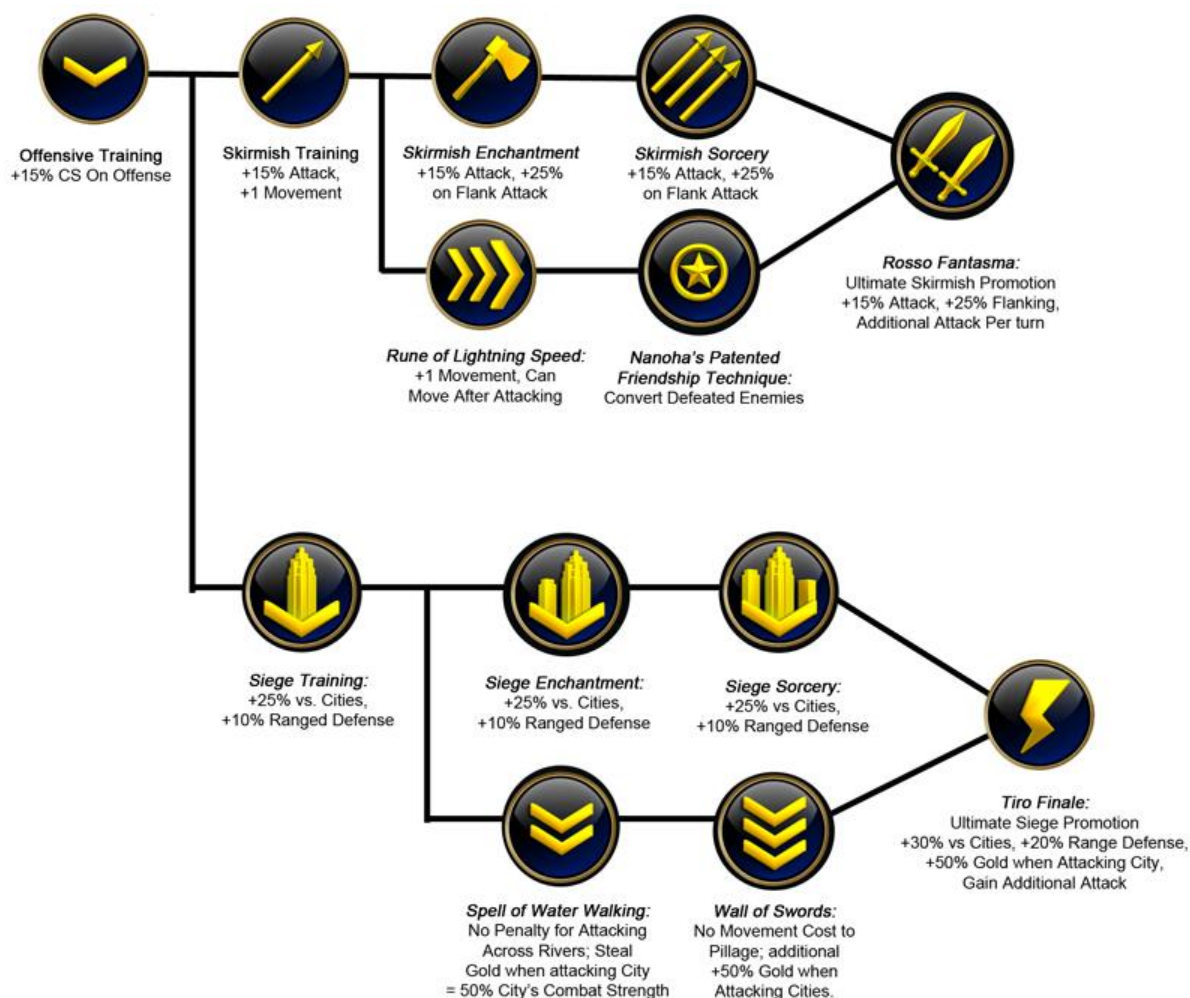 Offensive Training
+15% CS On Offense
Skirmish Training
+15% Attack,
+1 Movement
Skirmish Enchantment
+15% Attack, +25%
on Flank Attack
Skirmish Sorcery
+15% Attack, +25%
on Flank Attack
Rosso Fantasma:
Ultimate Skirmish Promotion
+15% Attack, +25% Flanking,
Additional Attack Per turn
Rune of Lightning Speed:
+1 Movement, Can
Move After Attacking
Nanoha's Patented
Friendship Technique:
Convert Defeated Enemies
Siege Training:
+25% vs. Cities,
+10% Ranged Defense
Siege Enchantment:
+25% vs. Cities,
+10% Ranged Defense
Siege Sorcery:
+25% vs Cities,
+10% Ranged Defense
Tiro Finale:
Ultimate Siege Promotion
+30% vs Cities, +20% Range Defense,
+50% Gold when Attacking City,
Gain Additional Attack
Spell of Water Walking:
No Penalty for Attacking
Across Rivers; Steal
Gold when attacking City
= 50% City's Combat Strength
Wall of Swords:
No Movement Cost to
Pillage; additional
+50% Gold when
Attacking Cities.